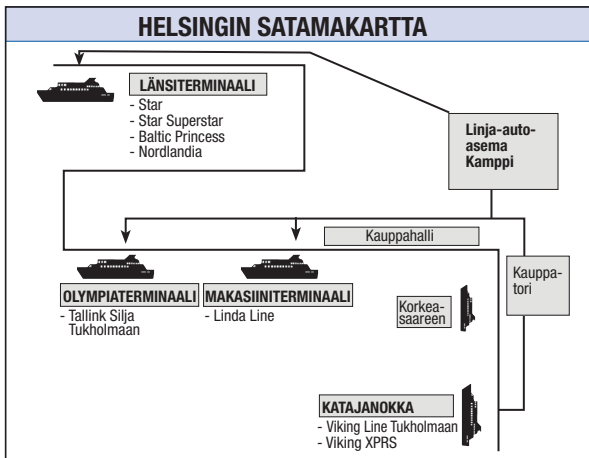 HELSINGIN SATAMAKARTTA
LÄNSITERMINAALI
- Star
- Star Superstar
- Baltic Princess
- Nordlandia
Linja-auto-
asema
Kamppi
Kauppahalli
Kauppa-
tori
OLYMPIATERMINAALI
- Tallink Silja
Tukholmaan
MAKASIINITERMINAALI
- Linda Line
Korkea-
saareen
KATAJANOKKA
- Viking Line Tukholmaan
- Viking XPRS